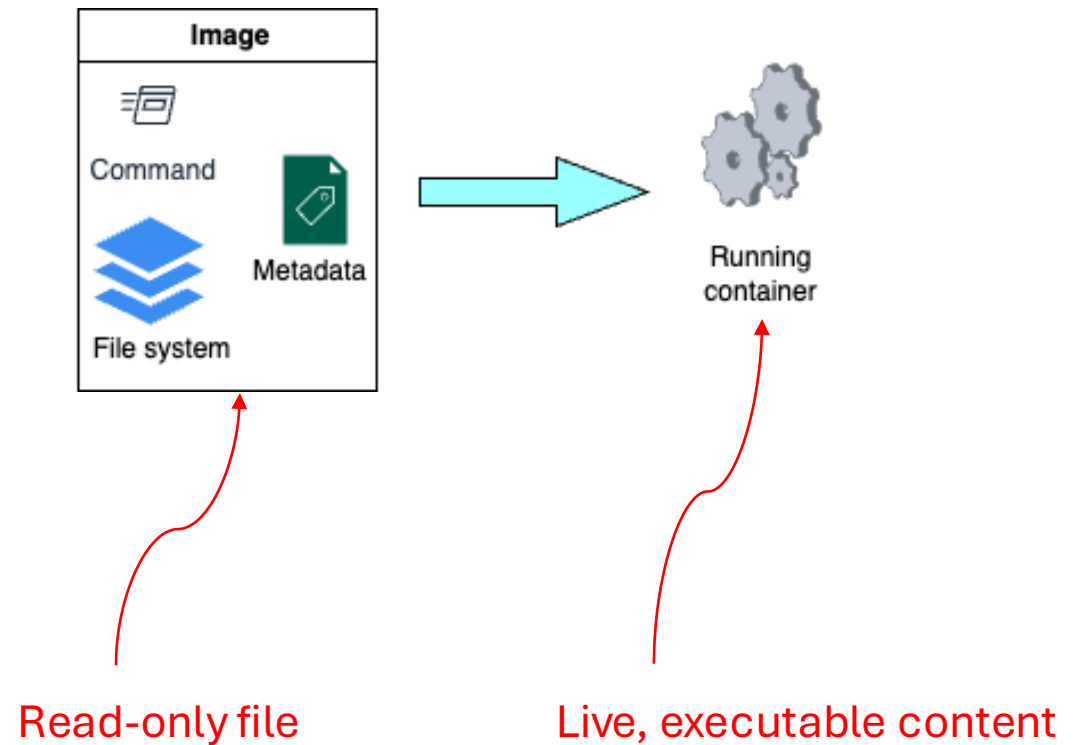 Image
Command
Metadata
File system
Running
container
Read-only file
Live, executable content